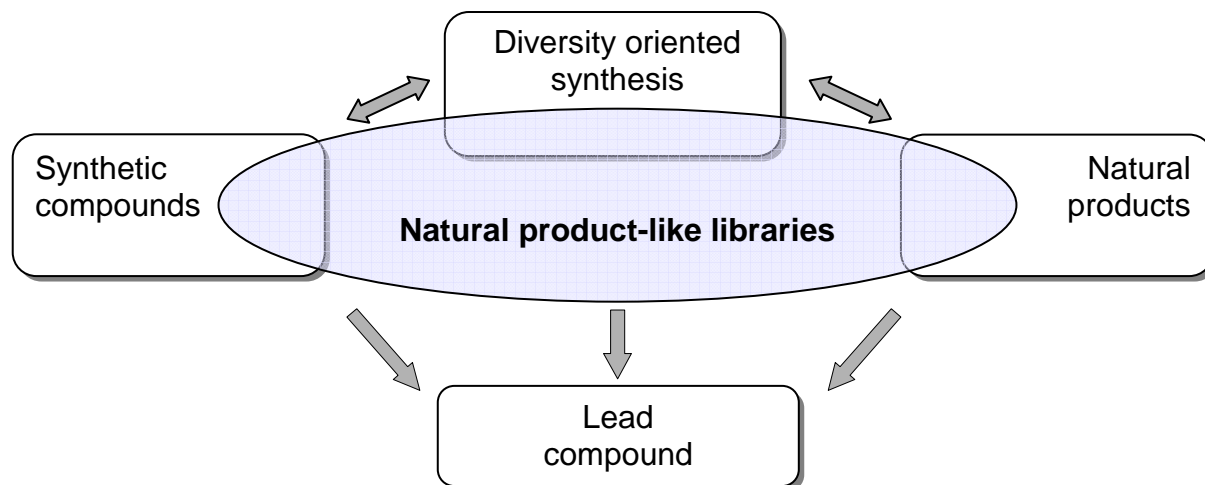 Diversity oriented
synthesis
Synthetic
compounds
Natural
products
Natural product-like libraries
Lead
compound